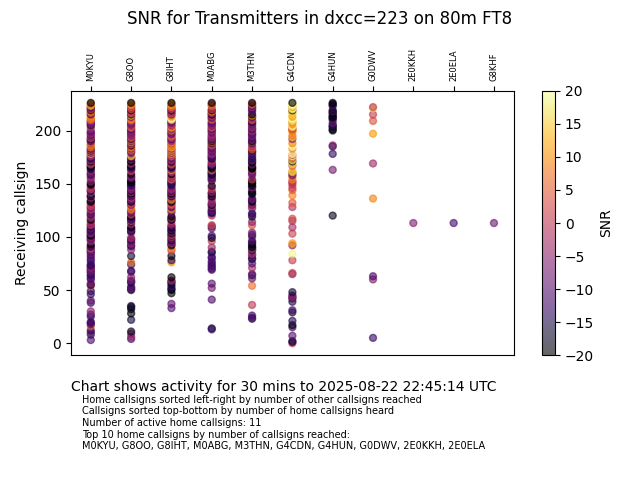 SNR for Transmitters in dxcc=223 on 80m FT8
M0KYU G8OO G8IHT M0ABG M3THN G4CDN G4HUN G0DWV 2E0KKH 2E0ELA G8KHF
Receiving callsign
200
150
100
50
0
20
15
10
5
0
−5
−10
−15
−20
SNR
Chart shows activity for 30 mins to 2025-08-22 22:45:14 UTC
Home callsigns sorted left-right by number of other callsigns reached
Callsigns sorted top-bottom by number of home callsigns heard
Number of active home callsigns: 11
Top 10 home callsigns by number of callsigns reached:
M0KYU, G8OO, G8IHT, M0ABG, M3THN, G4CDN, G4HUN, G0DWV, 2E0KKH, 2E0ELA